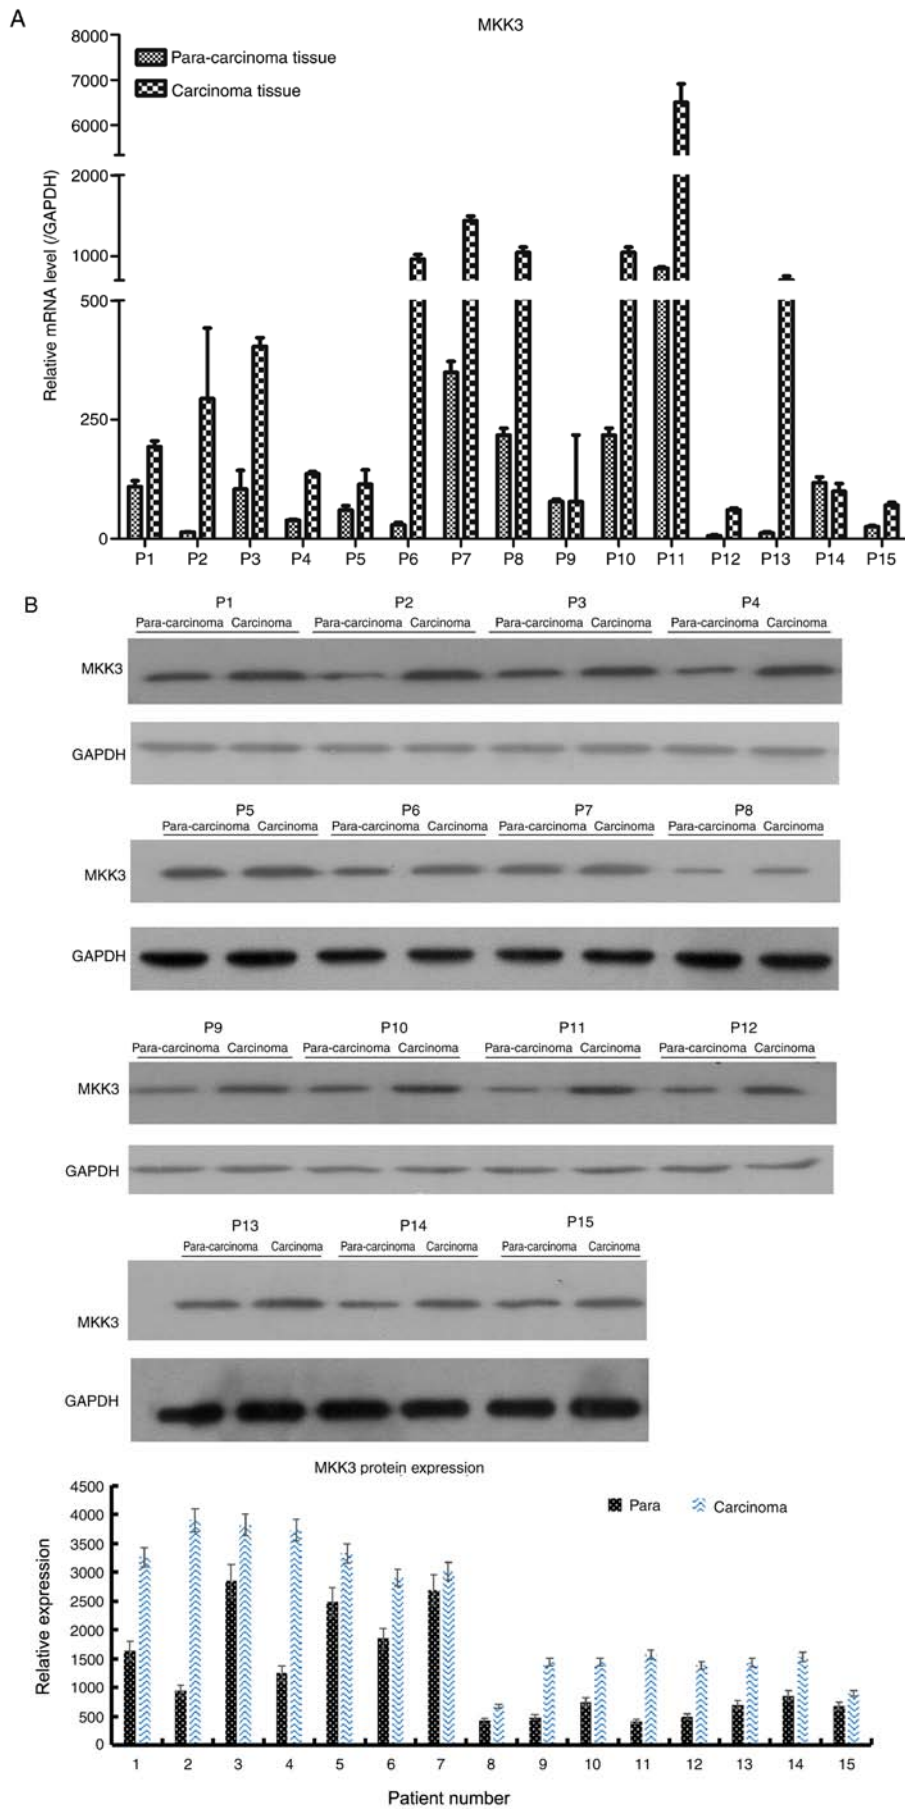 A
MKK3
8000
7000
6000
2000
1000
500
250
0
Relative mRNA level (/GAPDH)
Para-carcinoma tissue
Carcinoma tissue
P1 P2 P3 P4 P5 P6 P7 P8 P9 P10 P11 P12 P13 P14 P15
B
P1 P2 P3 P4
Para-carcinoma Carcinoma Para-carcinoma Carcinoma Para-carcinoma Carcinoma Para-carcinoma Carcinoma
MKK3
GAPDH
P5 P6 P7 P8
Para-carcinoma Carcinoma Para-carcinoma Carcinoma Para-carcinoma Carcinoma Para-carcinoma Carcinoma
MKK3
GAPDH
P9 P10 P11 P12
Para-carcinoma Carcinoma Para-carcinoma Carcinoma Para-carcinoma Carcinoma Para-carcinoma Carcinoma
MKK3
GAPDH
P13 P14 P15
Para-carcinoma Carcinoma Para-carcinoma Carcinoma Para-carcinoma Carcinoma
MKK3
GAPDH
MKK3 protein expression
4500
4000
3500
3000
2500
2000
1500
1000
500
0
Relative expression
Para Carcinoma
1 2 3 4 5 6 7 8 9 10 11 12 13 14 15
Patient number